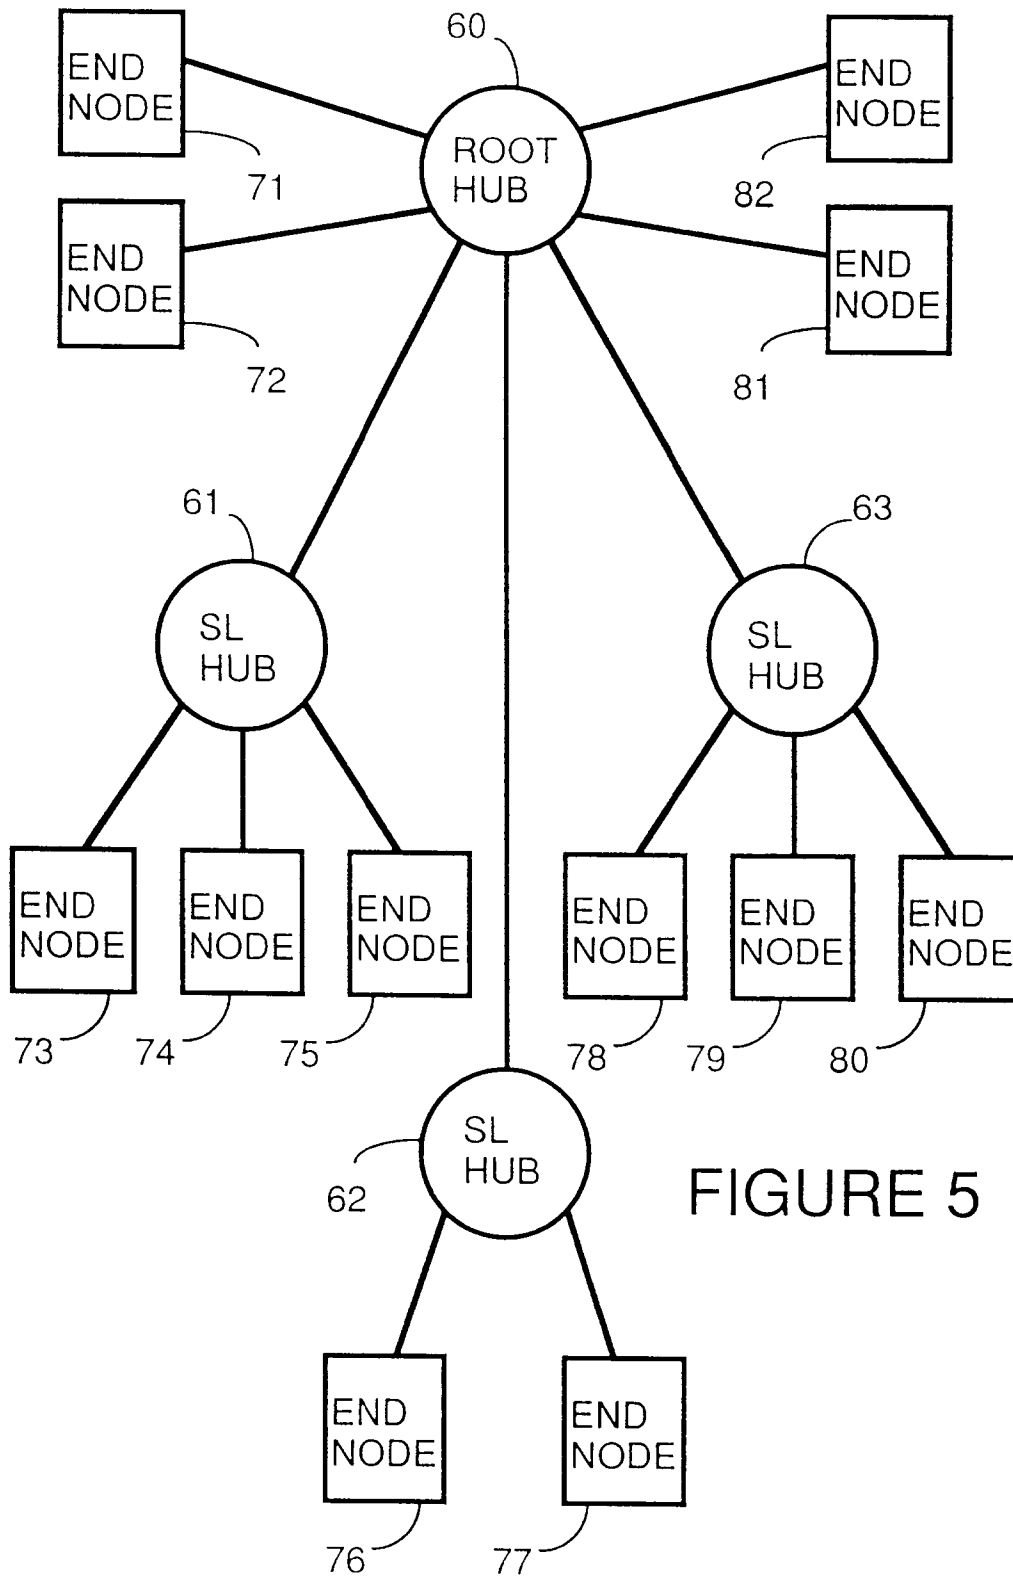 60
END
NODE
71
ROOT
HUB
END
NODE
82
END
NODE
72
END
NODE
81
61
SL
HUB
63
SL
HUB
END
NODE
73
END
NODE
74
END
NODE
75
END
NODE
78
END
NODE
79
END
NODE
80
SL
HUB
62
FIGURE 5
END
NODE
76
END
NODE
77